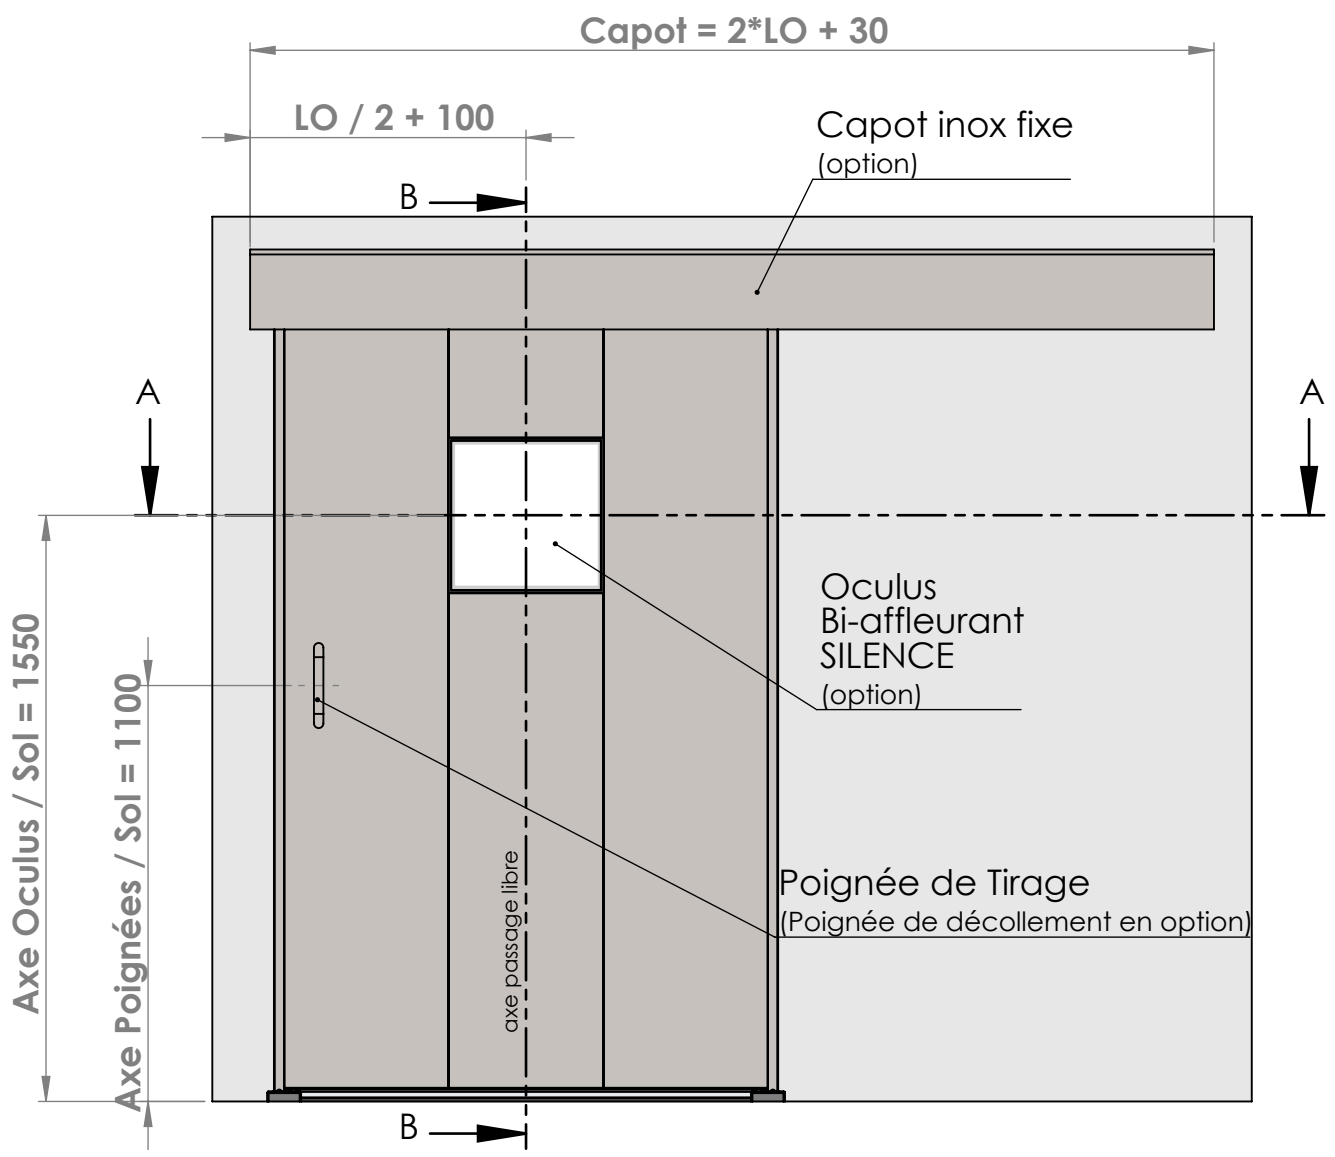 Capot = 2*LO + 30
LO / 2 + 100
Capot inox fixe
(option)
B
A
A
Oculus
Bi-affleurant
SILENCE
(option)
Axe Oculus / Sol = 1550
Axe Poignées / Sol = 1100
axe passage libre
Poignée de Tirage
(Poignée de décollement en option)
B